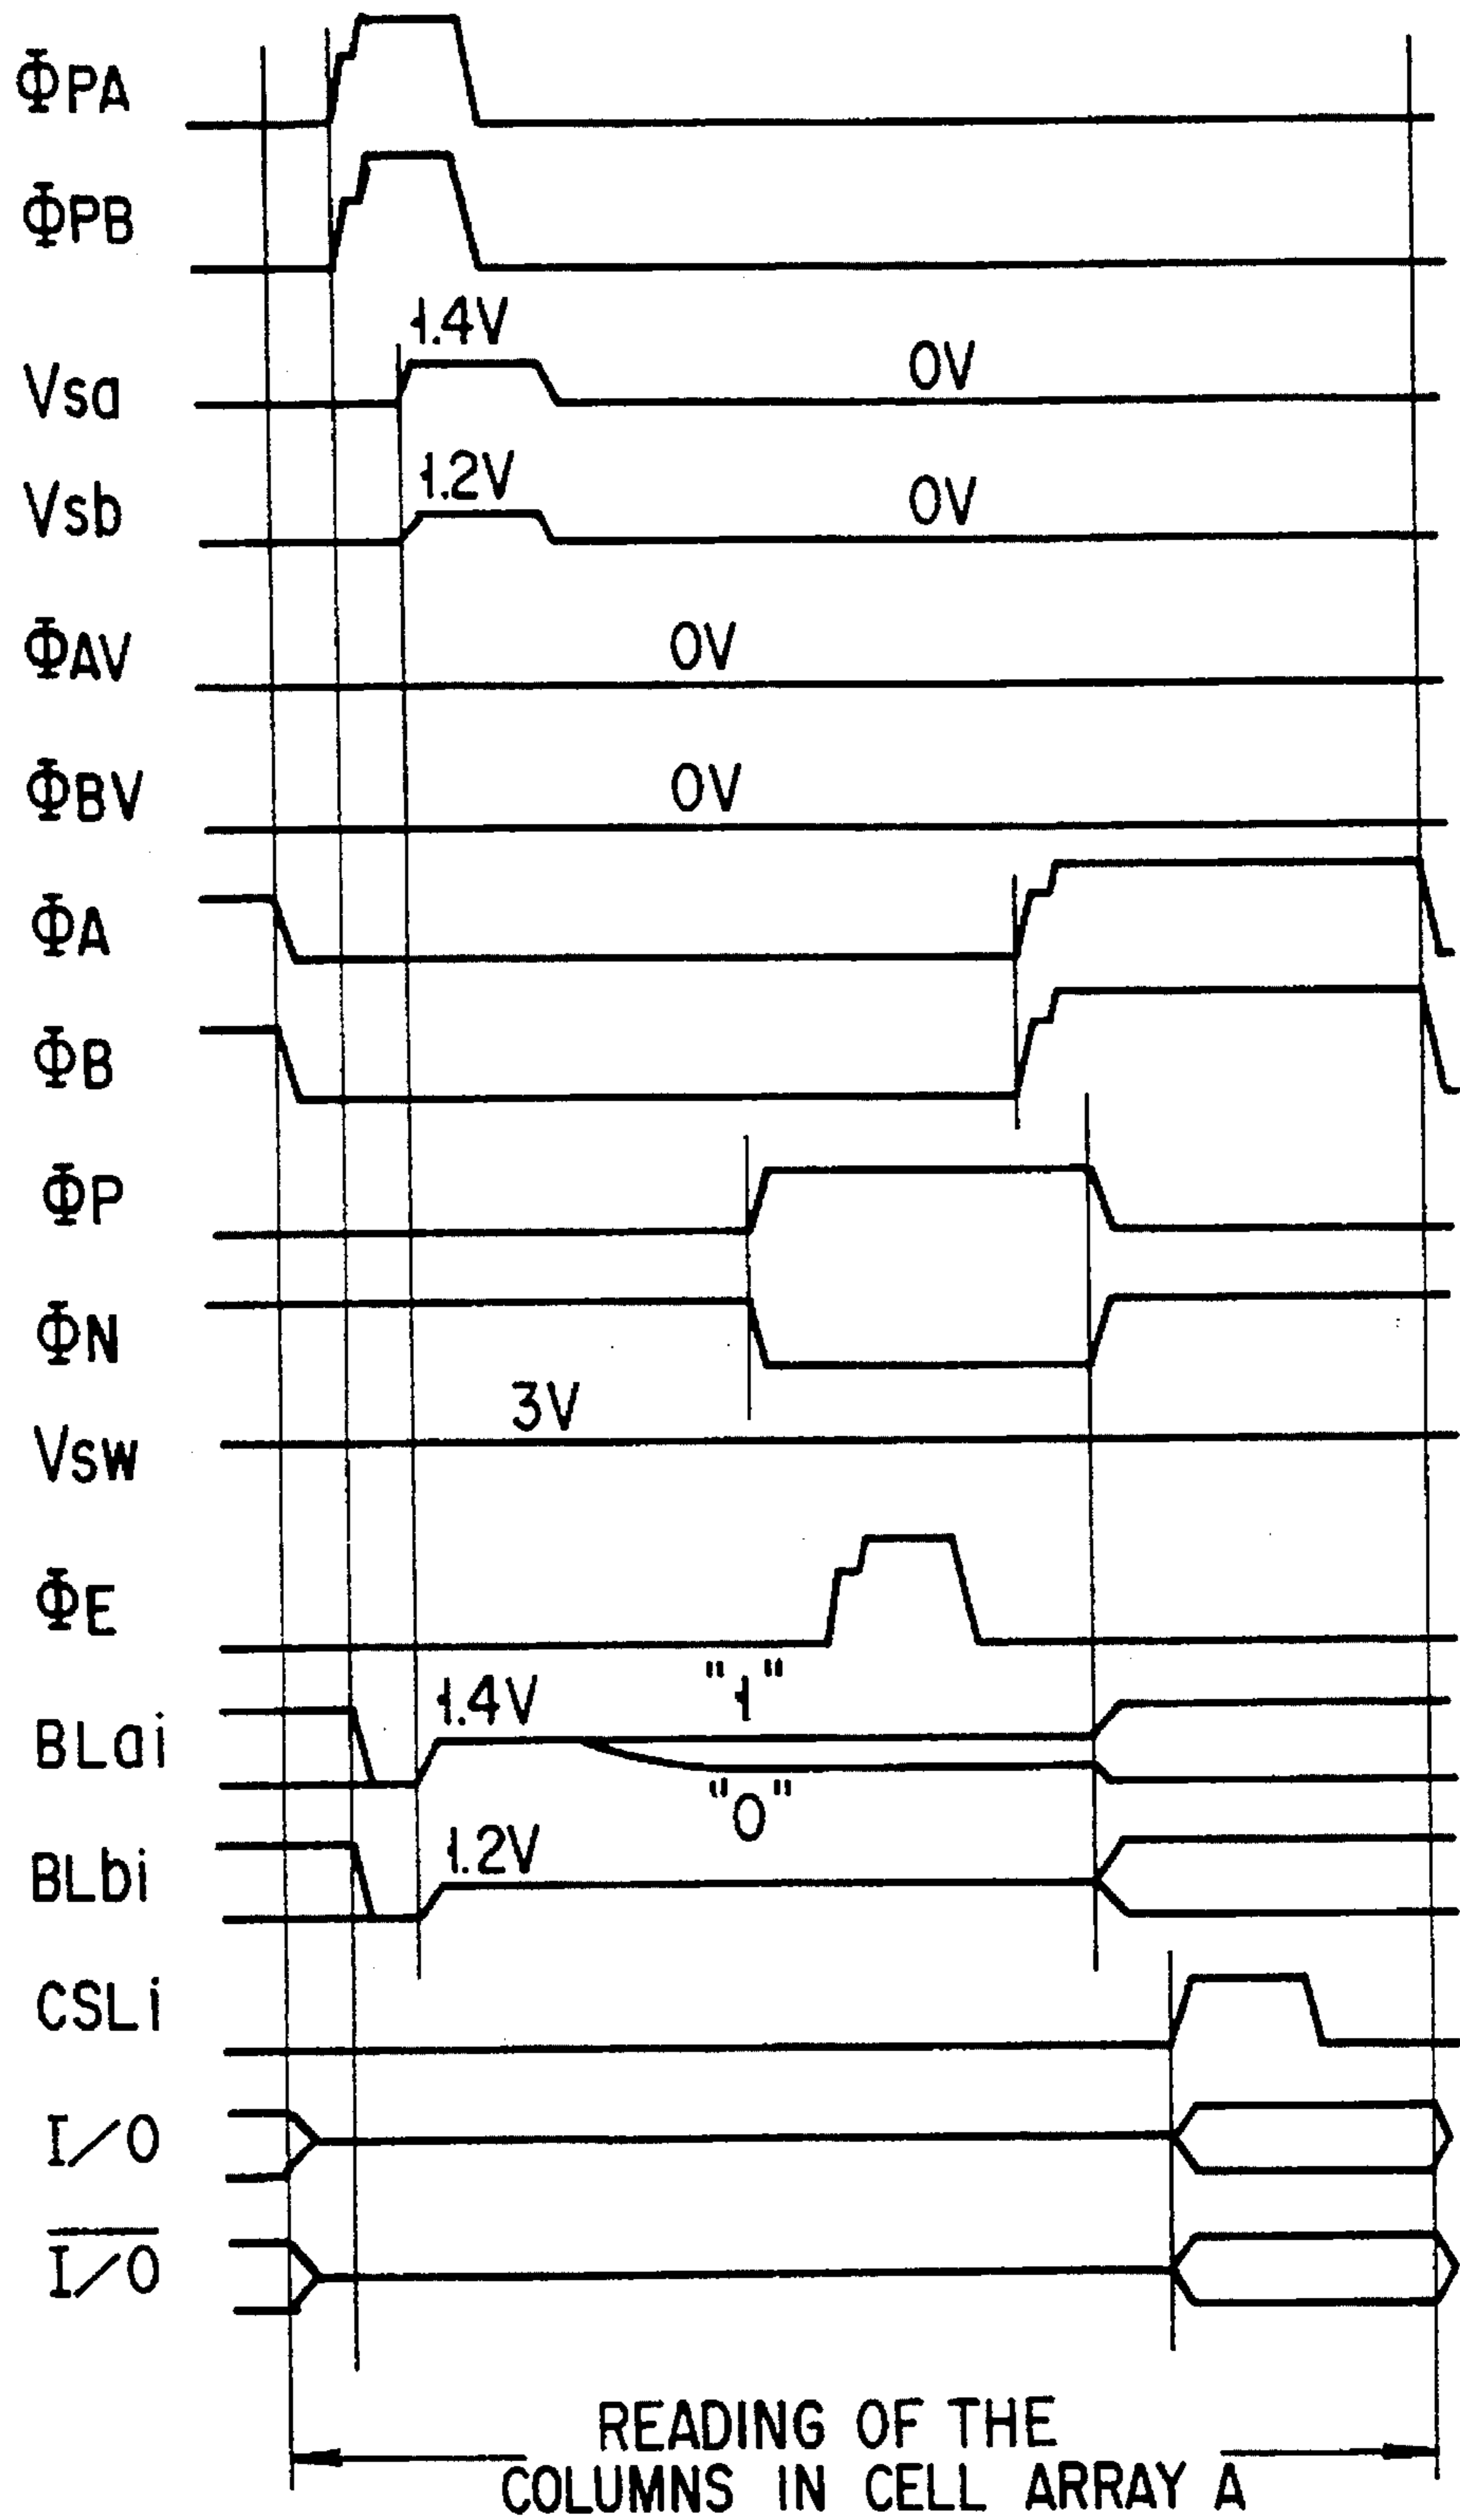 ΦPA
ΦPB
1.4V
Vsa 0V
1.2V
Vsb 0V
ΦAV 0V
ΦBV 0V
ΦA
ΦB
ΦP
ΦN
3V
Vsw
ΦE
1.4V "1"
BLai
"0"
1.2V
BLbi
CSLi
I/O
I/O
READING OF THE
COLUMNS IN CELL ARRAY A